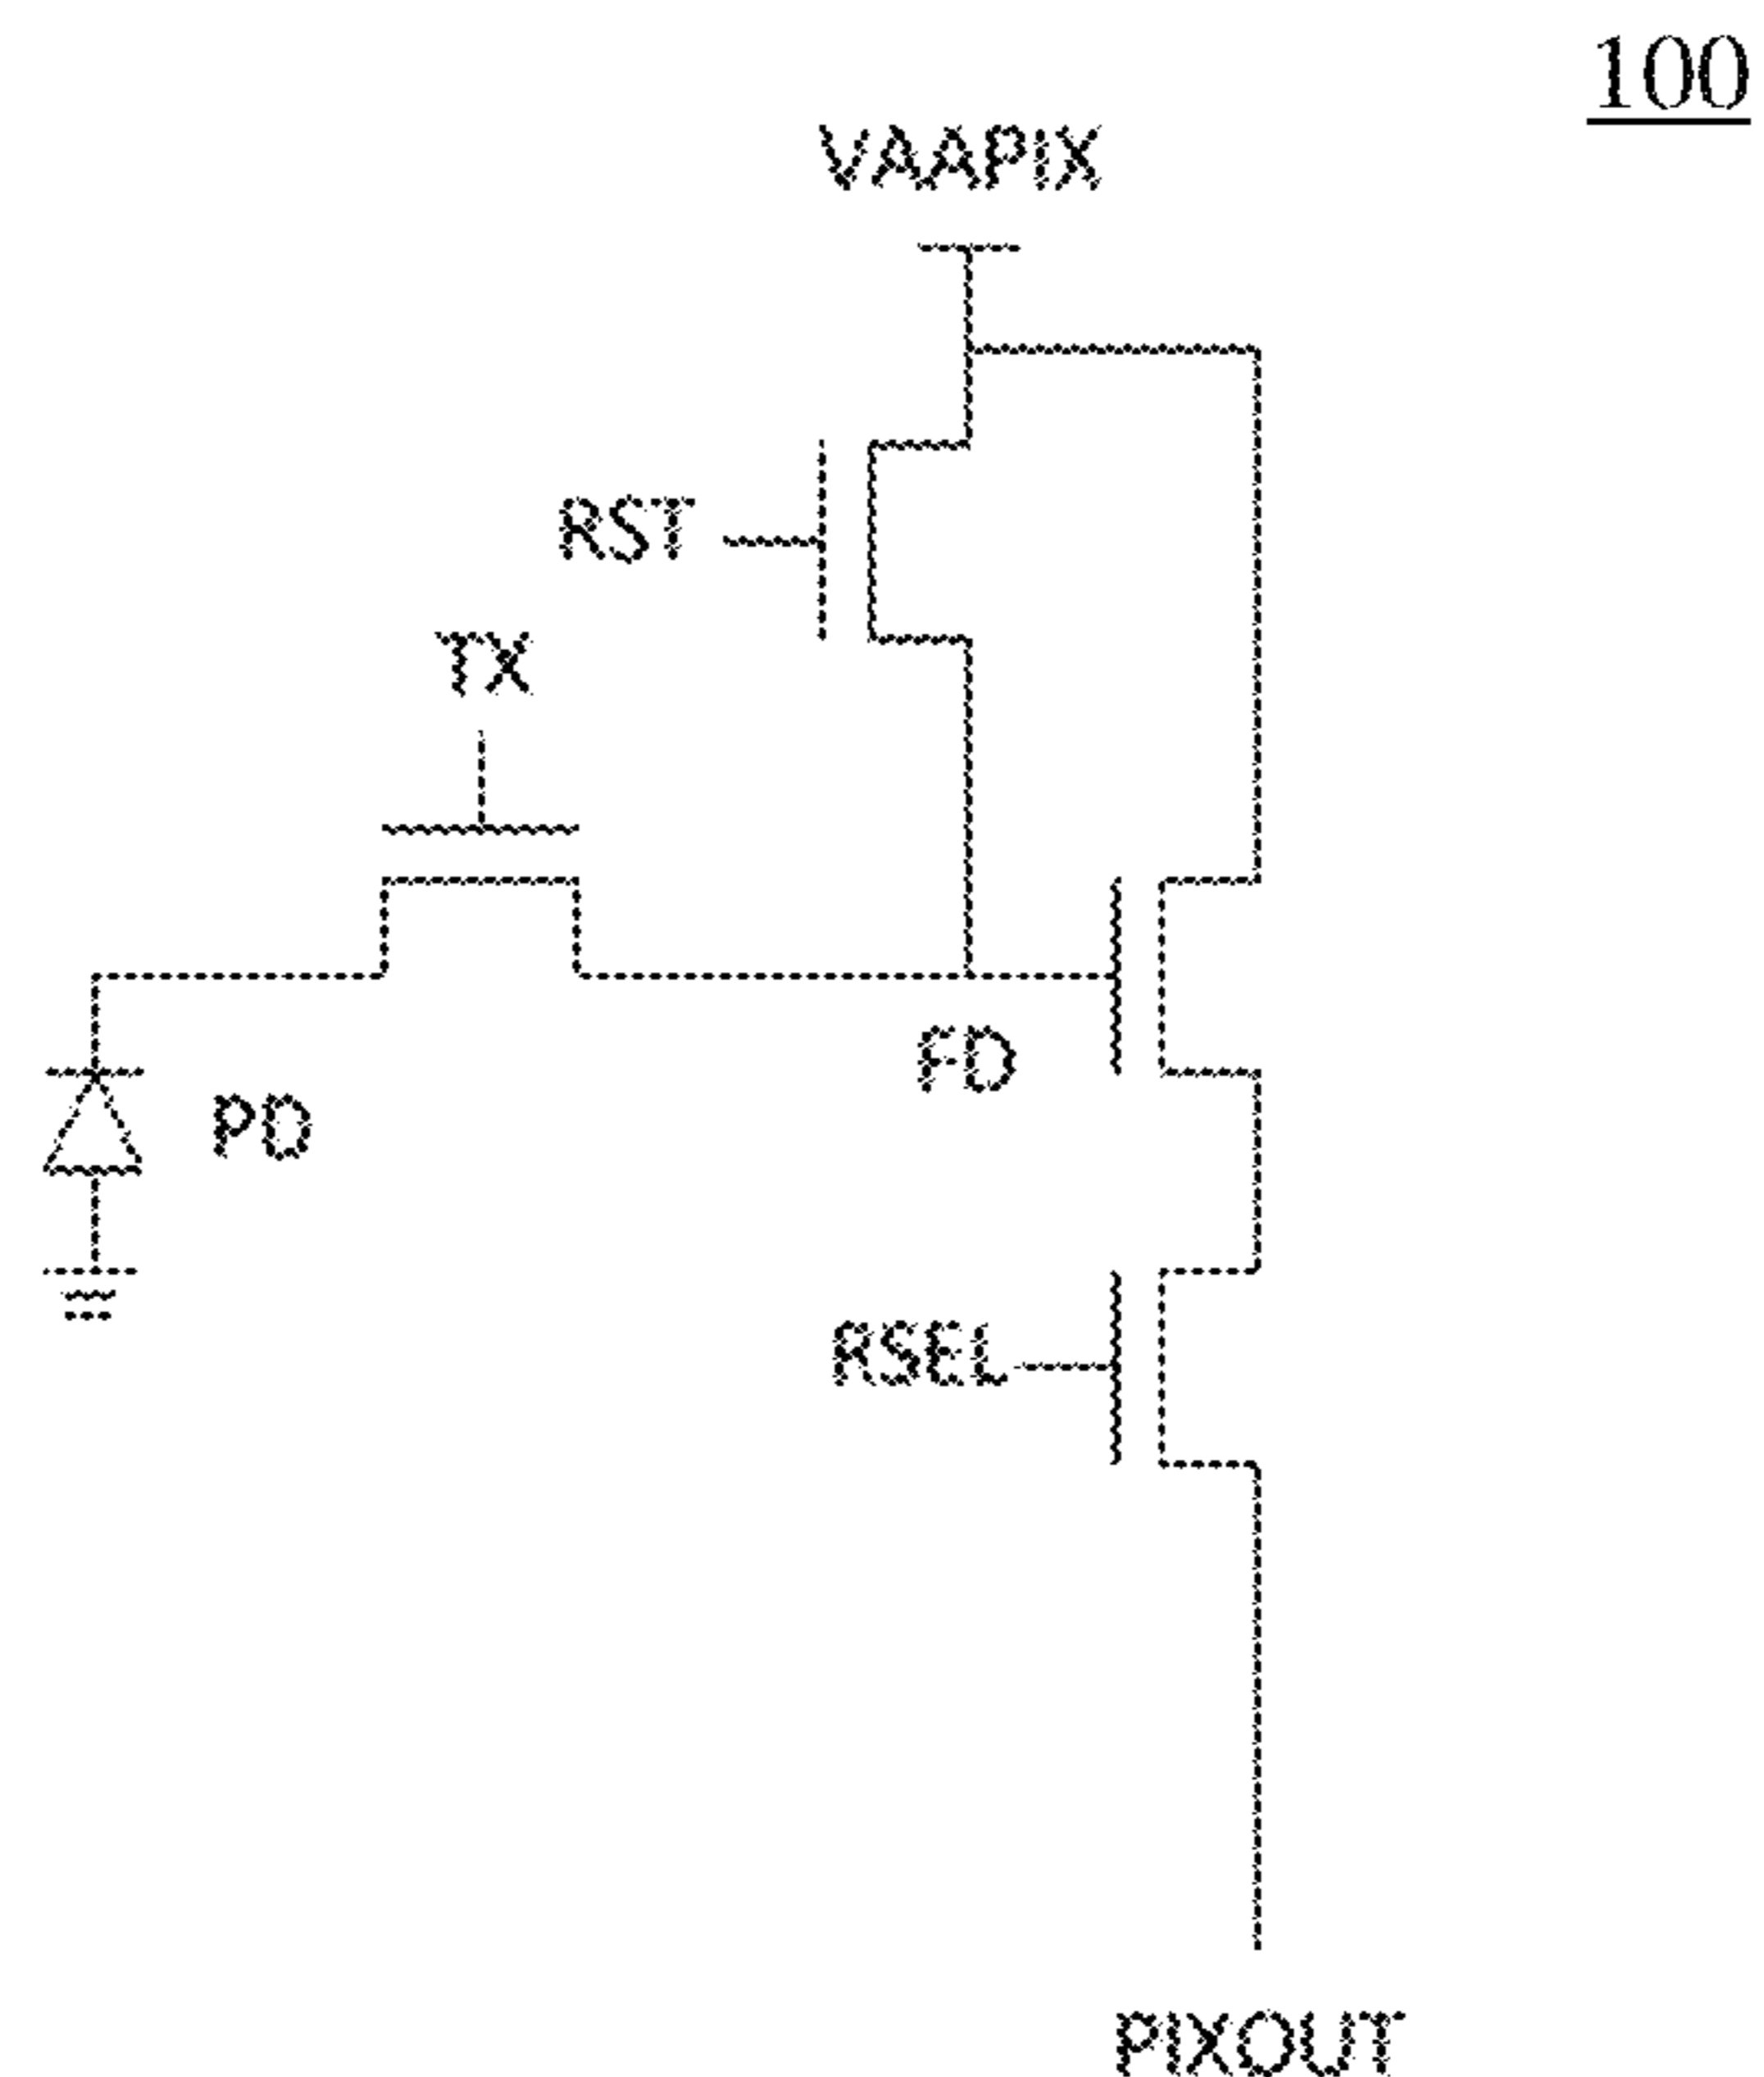 100
VAAPIX
RST
TX
FD
PD
RSEL
PIXOUT